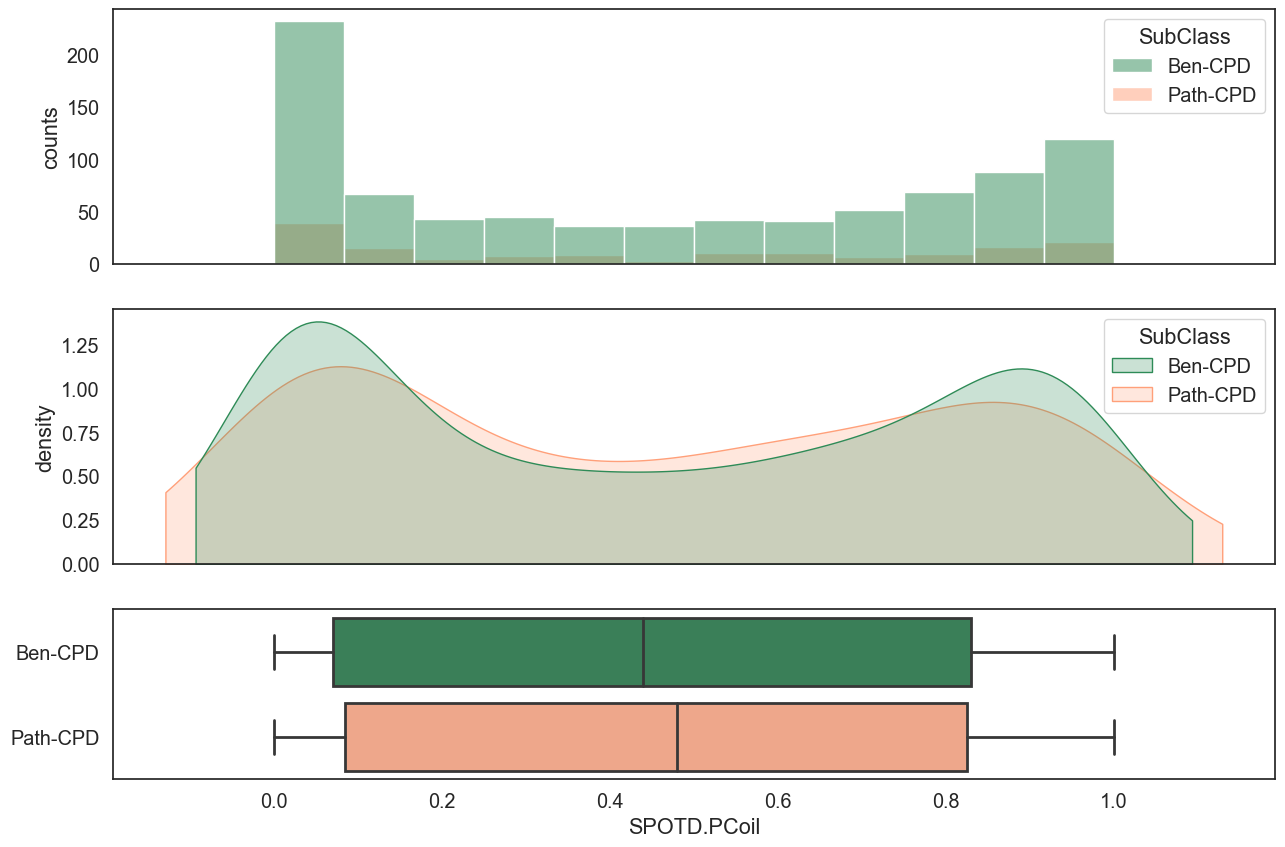 200
150
100
50
0
counts
SubClass
Ben-CPD
Path-CPD
1.25
1.00
0.75
0.50
0.25
0.00
density
SubClass
Ben-CPD
Path-CPD
Ben-CPD
Path-CPD
0.0 0.2 0.4 0.6 0.8 1.0
SPOTD.PCoil